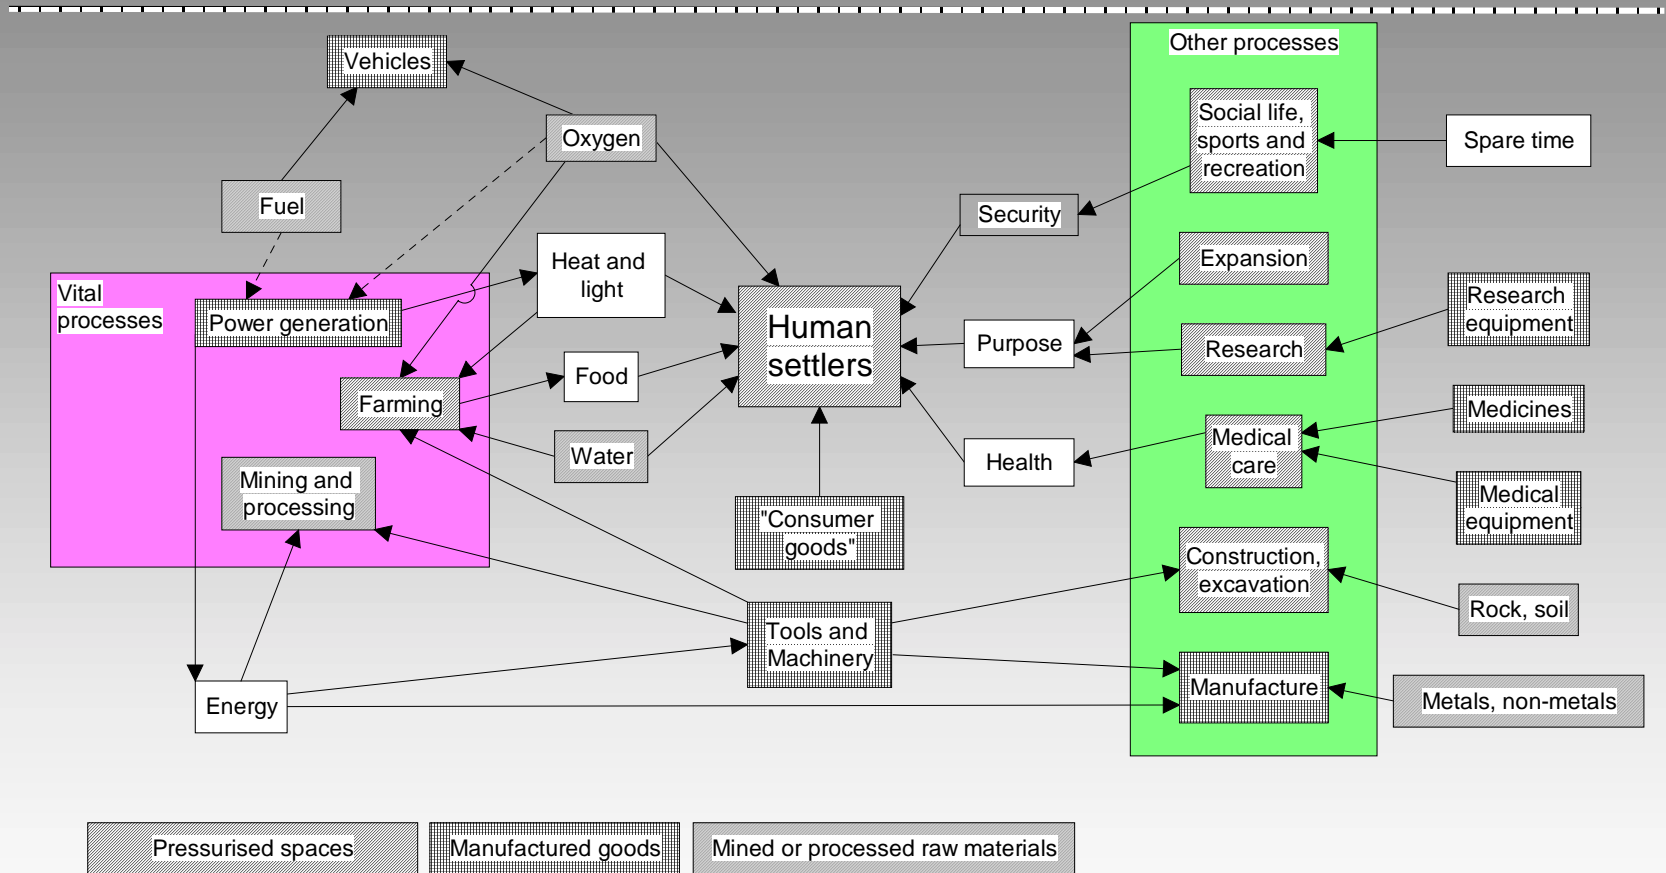 Other processes
Vehicles
Oxygen
Social life,
sports and
recreation
Spare time
Fuel
Security
Heat and
light
Expansion
Vital
processes
Power generation
Human
settlers
Research
equipment
Purpose
Research
Food
Farming
Medicines
Water
Health
Medical
care
Mining and
processing
"Consumer
goods"
Medical
equipment
Construction,
excavation
Rock, soil
Tools and
Machinery
Energy
Manufacture
Metals, non-metals
Pressurised spaces
Manufactured goods
Mined or processed raw materials